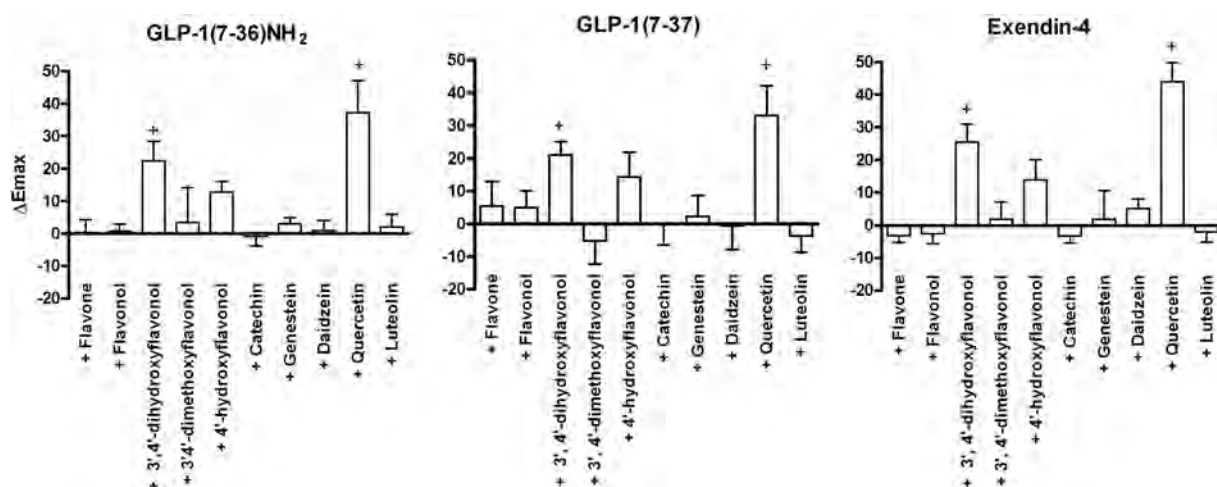 GLP-1(7-36)NH2
ΔEmax
50
40
30
20
10
0
-10
-20
+
+
+ Flavone
+ Flavonol
+ 3',4'-dihydroxyflavonol
+ 3'4'-dimethoxyflavonol
+ 4'-hydroxyflavonol
+ Catechin
+ Genestein
+ Daidzein
+ Quercetin
+ Luteolin
GLP-1(7-37)
50
40
30
20
10
0
-10
-20
+
+
+ Flavone
+ Flavonol
+ 3', 4'-dihydroxyflavonol
+ 3', 4'-dimethoxyflavonol
+ 4'-hydroxyflavonol
+ Catechin
+ Genestein
+ Daidzein
+ Quercetin
+ Luteolin
Exendin-4
50
40
30
20
10
0
-10
-20
+
+
+ Flavone
+ Flavonol
+ 3', 4'-dihydroxyflavonol
+ 3', 4'-dimethoxyflavonol
+ 4'-hydroxyflavonol
+ Catechin
+ Genestein
+ Daidzein
+ Quercetin
+ Luteolin